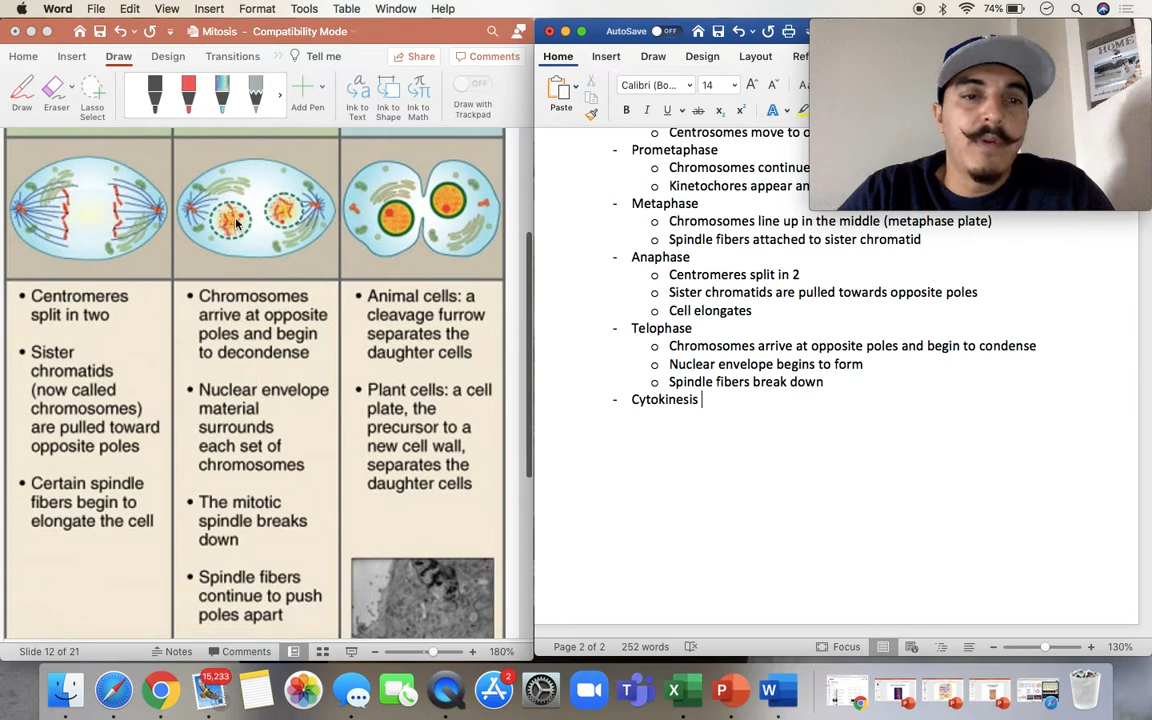 Word File Edit View Insert Format Tools Table Window Help 74%
Mitosis - Compatibility Mode
AutoSave OFF
Home Insert Draw Design Transitions Tell me Share Comments
Home Insert Draw Design Layout
Draw Eraser Lasso Select Add Pen Ink to Text Ink to Shape Ink to Math OFF Draw with Trackpad
Paste Calibri (Bo... 14
B I U ab X2 X2 A
HOME
Centromeres split in two
Sister chromatids (now called chromosomes) are pulled toward opposite poles
Certain spindle fibers begin to elongate the cell
Chromosomes arrive at opposite poles and begin to decondense
Nuclear envelope material surrounds each set of chromosomes
The mitotic spindle breaks down
Spindle fibers continue to push poles apart
Animal cells: a cleavage furrow separates the daughter cells
Plant cells: a cell plate, the precursor to a new cell wall, separates the daughter cells
Centrosomes move to
- Prometaphase
o Chromosomes continue
o Kinetochores appear
- Metaphase
o Chromosomes line up in the middle (metaphase plate)
o Spindle fibers attached to sister chromatid
- Anaphase
o Centromeres split in 2
o Sister chromatids are pulled towards opposite poles
o Cell elongates
- Telophase
o Chromosomes arrive at opposite poles and begin to condense
o Nuclear envelope begins to form
o Spindle fibers break down
- Cytokinesis
Slide 12 of 21 Notes Comments 180%
Page 2 of 2 252 words Focus 130%
15,233
2